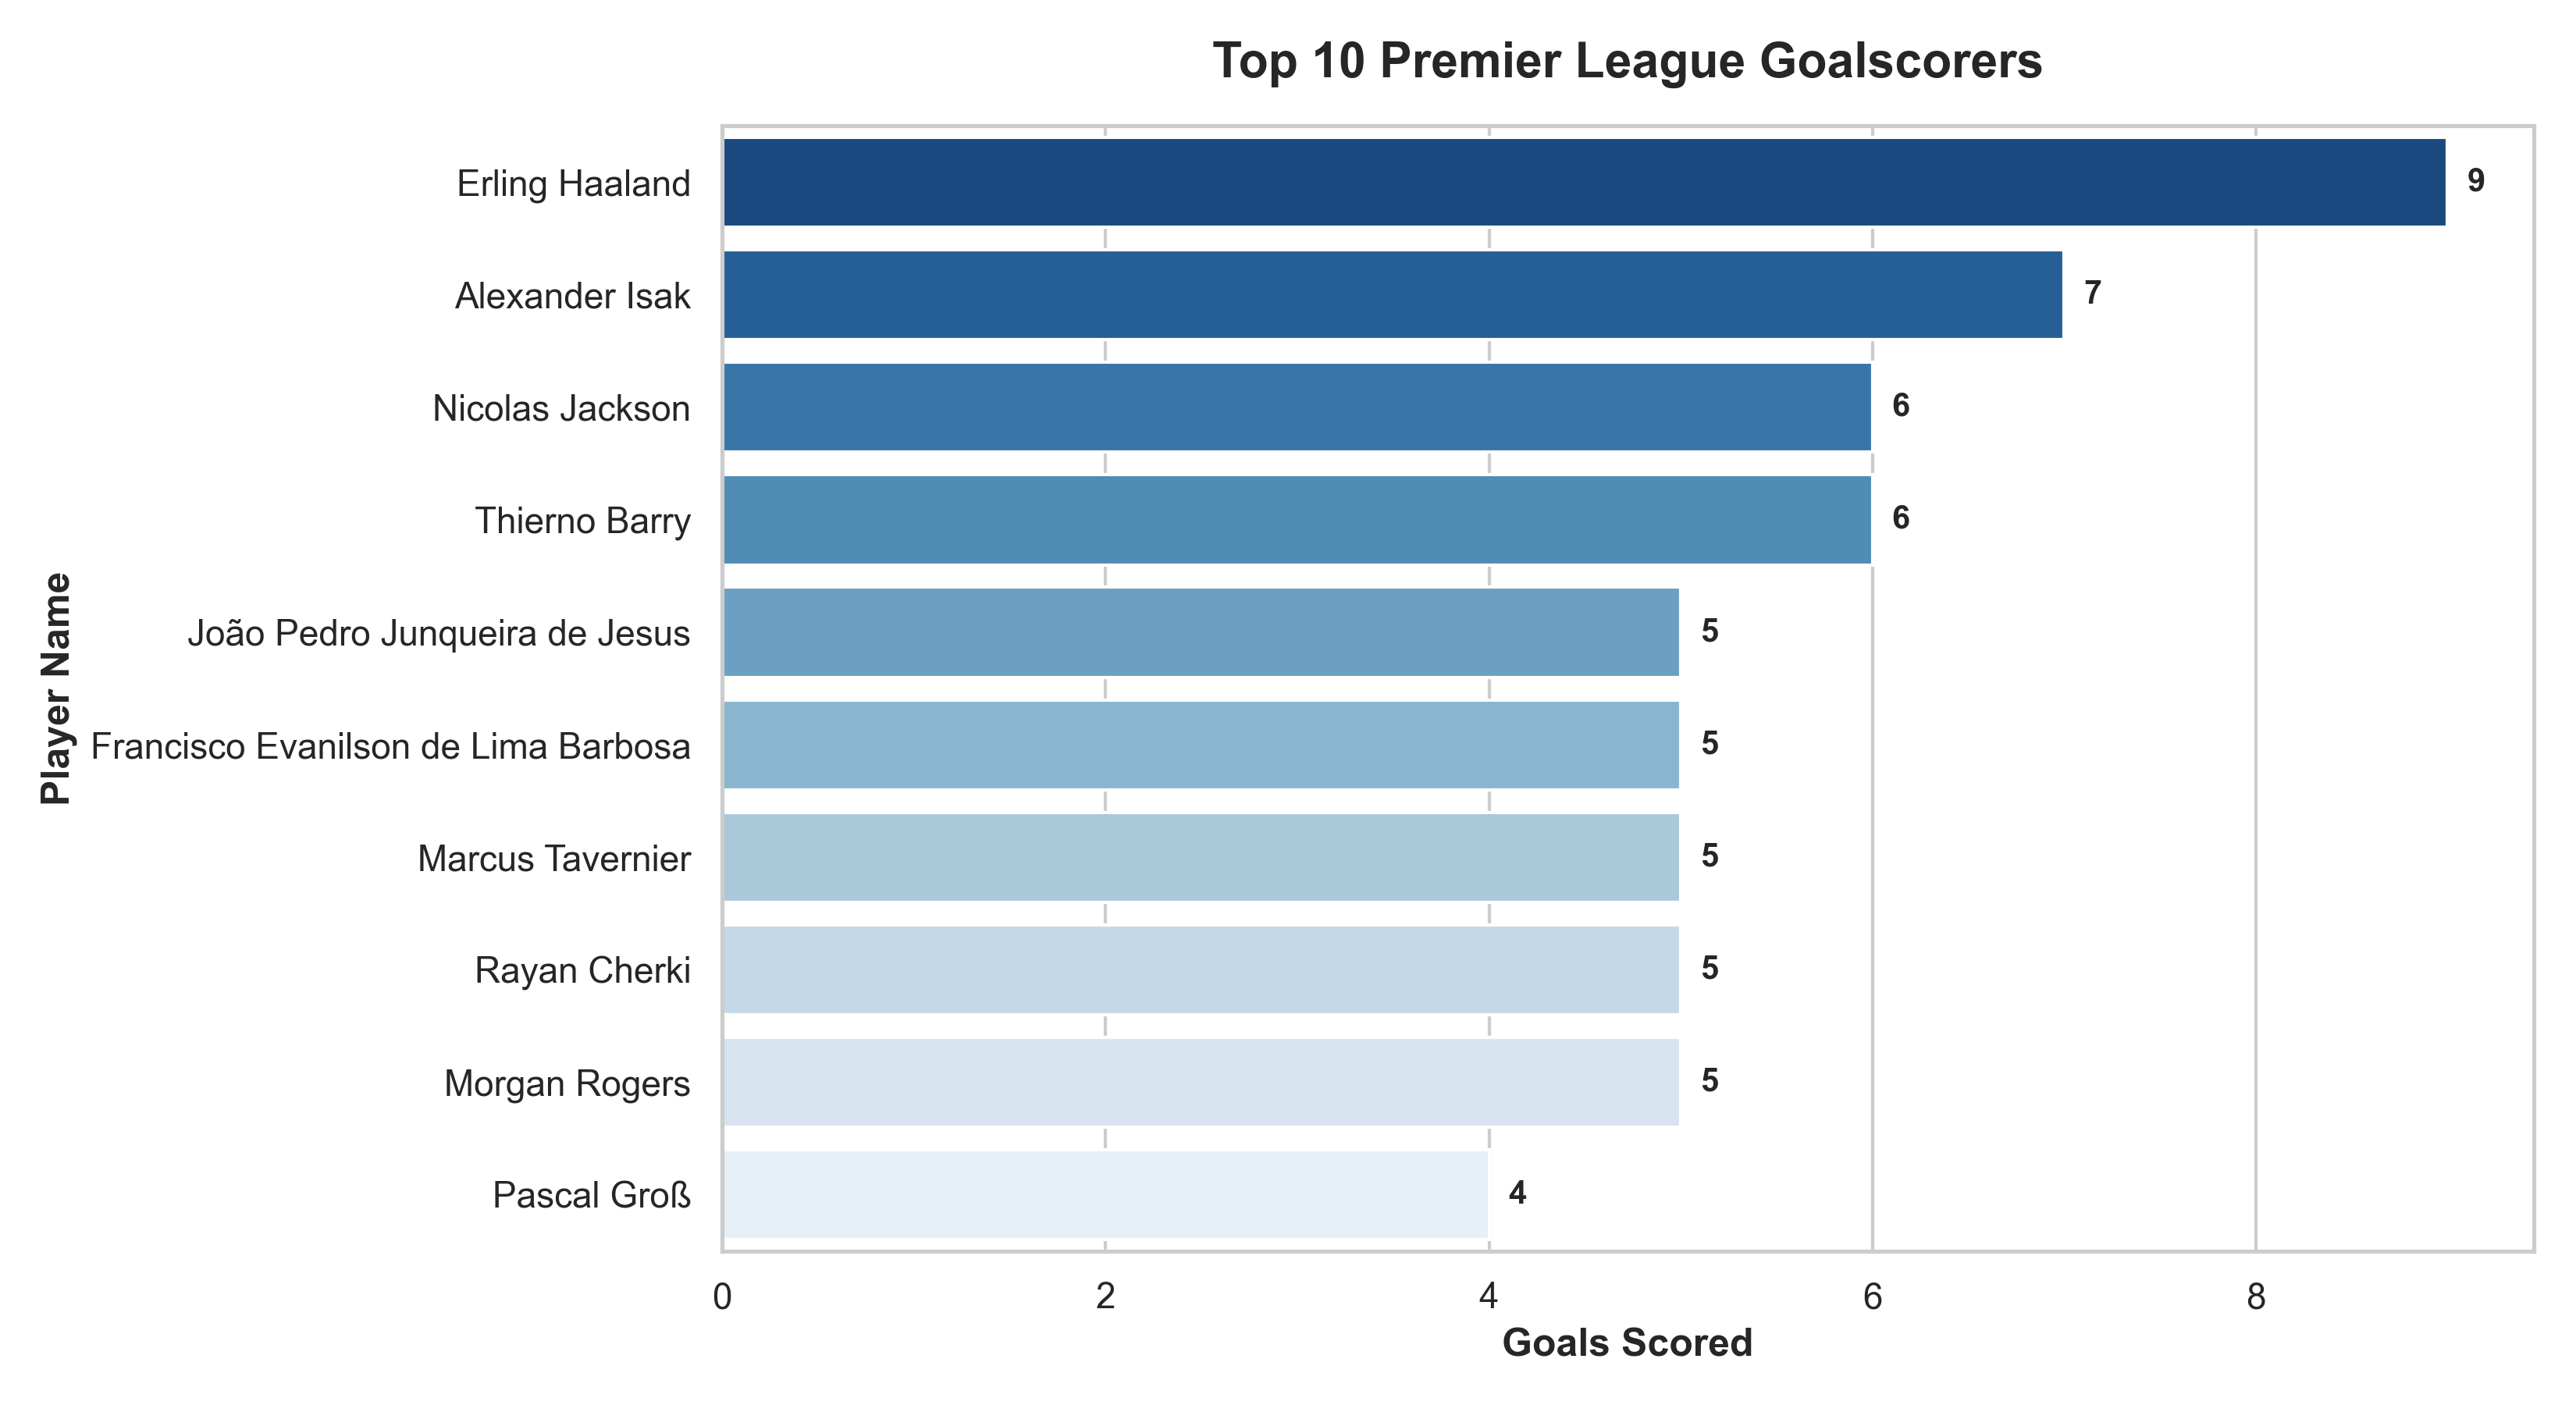 Top 10 Premier League Goalscorers
Player Name
Erling Haaland 9
Alexander Isak 7
Nicolas Jackson 6
Thierno Barry 6
João Pedro Junqueira de Jesus 5
Francisco Evanilson de Lima Barbosa 5
Marcus Tavernier 5
Rayan Cherki 5
Morgan Rogers 5
Pascal Groß 4
0 2 4 6 8
Goals Scored